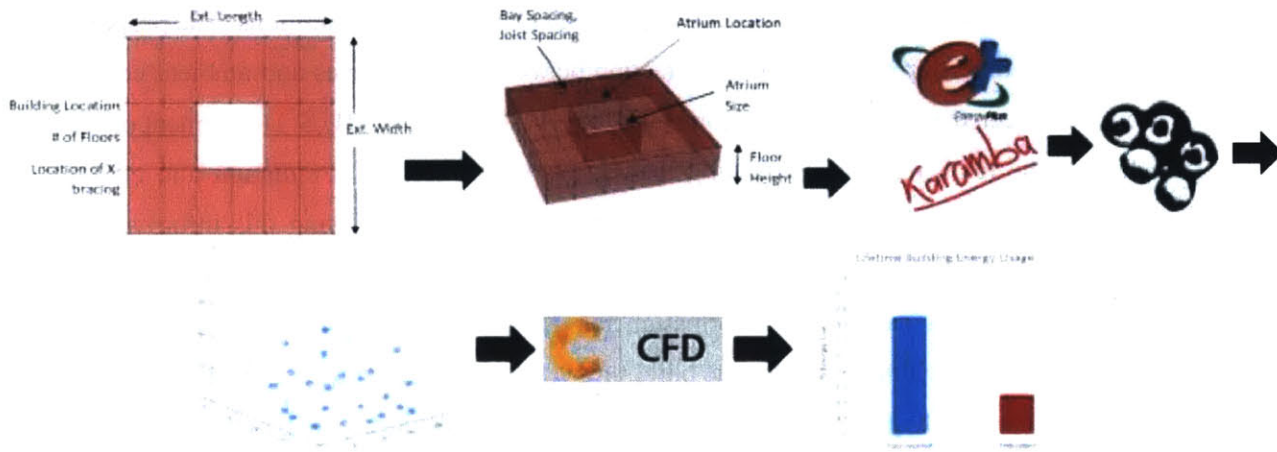 Ext. Length
Building Location
# of Floors
Location of X-
bracing
Ext. Width
Bay Spacing,
Joist Spacing
Atrium Location
Atrium
Size
Floor
Height
e+
EnergyPlus
Karamba
C CFD
Lifetime Building Energy Usage